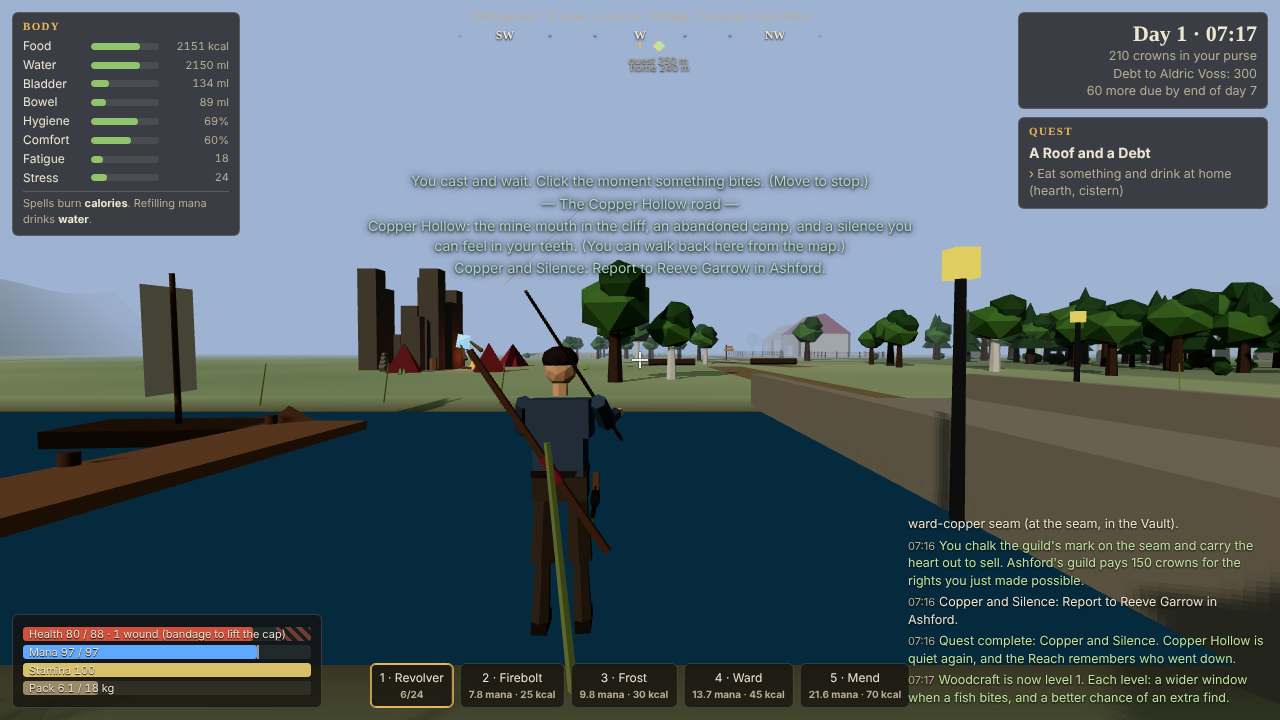 BODY
Food 2151 kcal
Water 2150 ml
Bladder 134 ml
Bowel 89 ml
Hygiene 69%
Comfort 60%
Fatigue 18
Stress 24
Spells burn calories. Refilling mana
drinks water.
SW W NW
quest 250 m
home 240 m
Day 1 · 07:17
210 crowns in your purse
Debt to Aldric Voss: 300
60 more due by end of day 7
QUEST
A Roof and a Debt
› Eat something and drink at home
(hearth, cistern)
You cast and wait. Click the moment something bites. (Move to stop.)
— The Copper Hollow road —
Copper Hollow: the mine mouth in the cliff, an abandoned camp, and a silence you
can feel in your teeth. (You can walk back here from the map.)
Copper and Silence: Report to Reeve Garrow in Ashford.
ward-copper seam (at the seam, in the Vault).
07:16 You chalk the guild's mark on the seam and carry the
heart out to sell. Ashford's guild pays 150 crowns for the
rights you just made possible.
07:16 Copper and Silence: Report to Reeve Garrow in
Ashford.
07:16 Quest complete: Copper and Silence. Copper Hollow is
quiet again, and the Reach remembers who went down.
07:17 Woodcraft is now level 1. Each level: a wider window
when a fish bites, and a better chance of an extra find.
Health 80 / 88 · 1 wound (bandage to lift the cap)
Mana 97 / 97
Stamina 100
Pack 6.1 / 18 kg
1 · Revolver
6/24
2 · Firebolt
7.8 mana · 25 kcal
3 · Frost
9.8 mana · 30 kcal
4 · Ward
13.7 mana · 45 kcal
5 · Mend
21.6 mana · 70 kcal